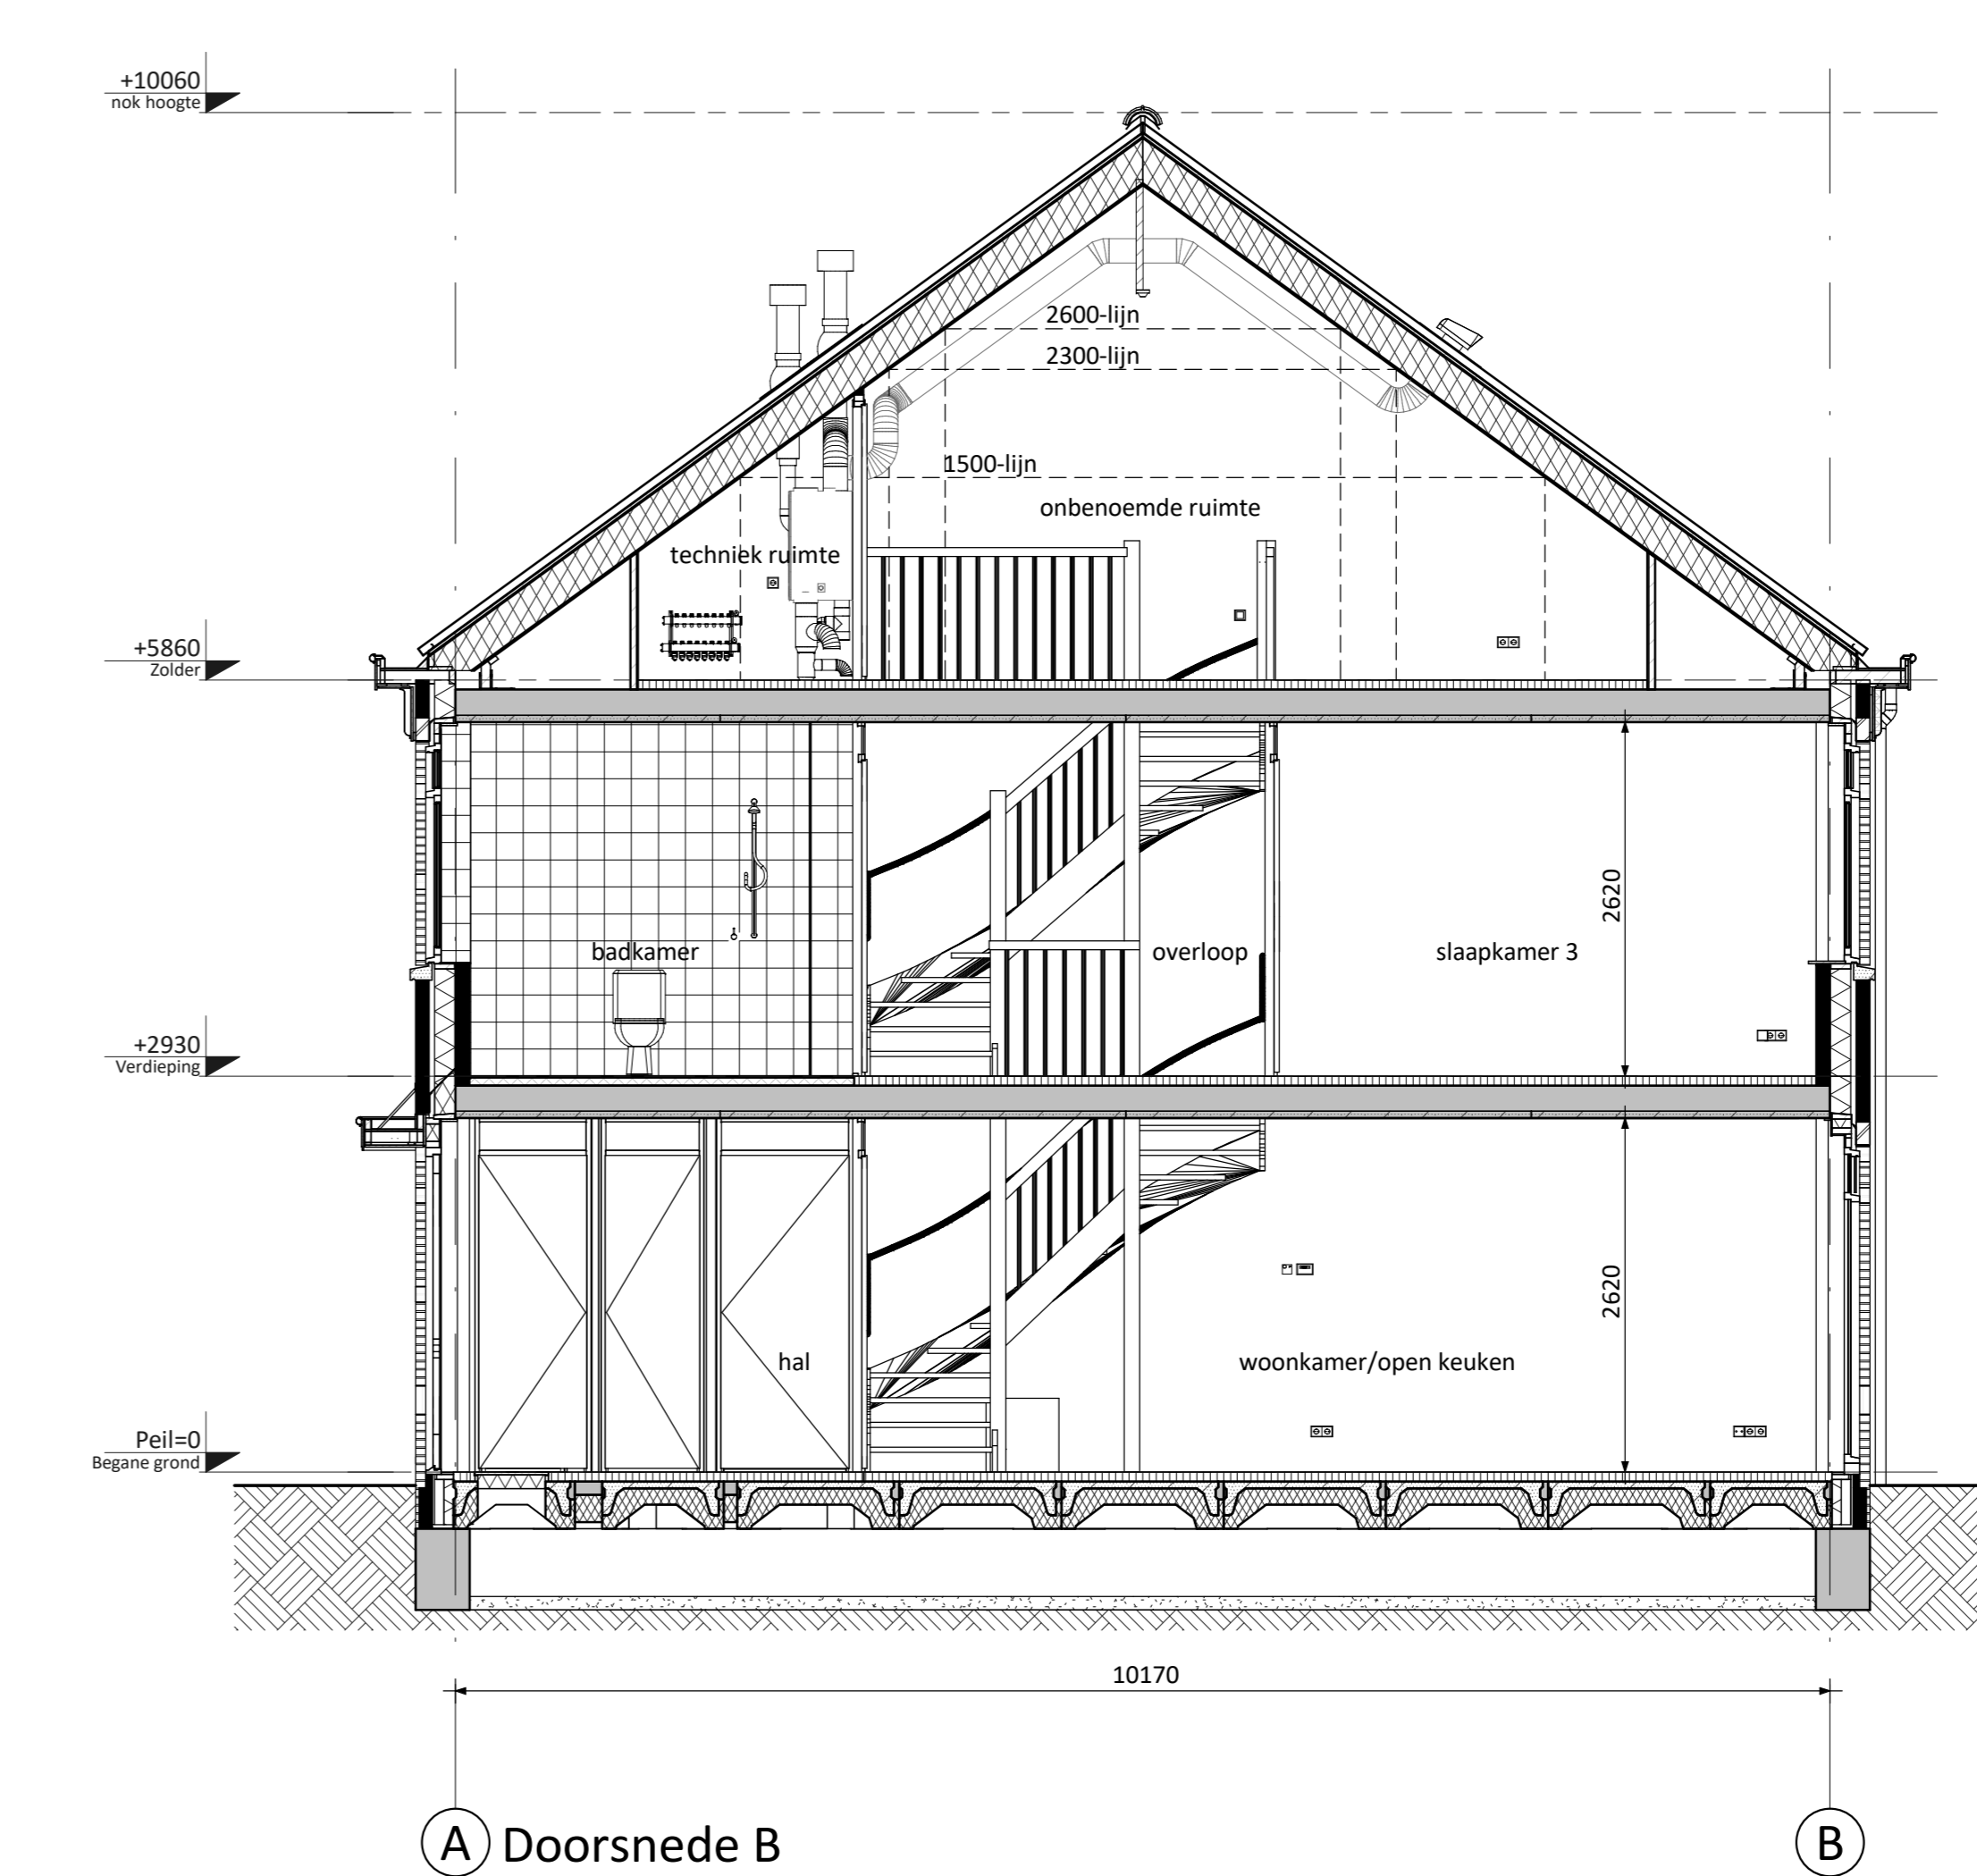 +10060
nok hoogte
2600-lijn
2300-lijn
1500-lijn
onbenoemde ruimte
techniek ruimte
+5860
Zolder
2620
badkamer
overloop
slaapkamer 3
+2930
Verdieping
2620
hal
woonkamer/open keuken
Peil=0
Begane grond
10170
A Doorsnede B
B